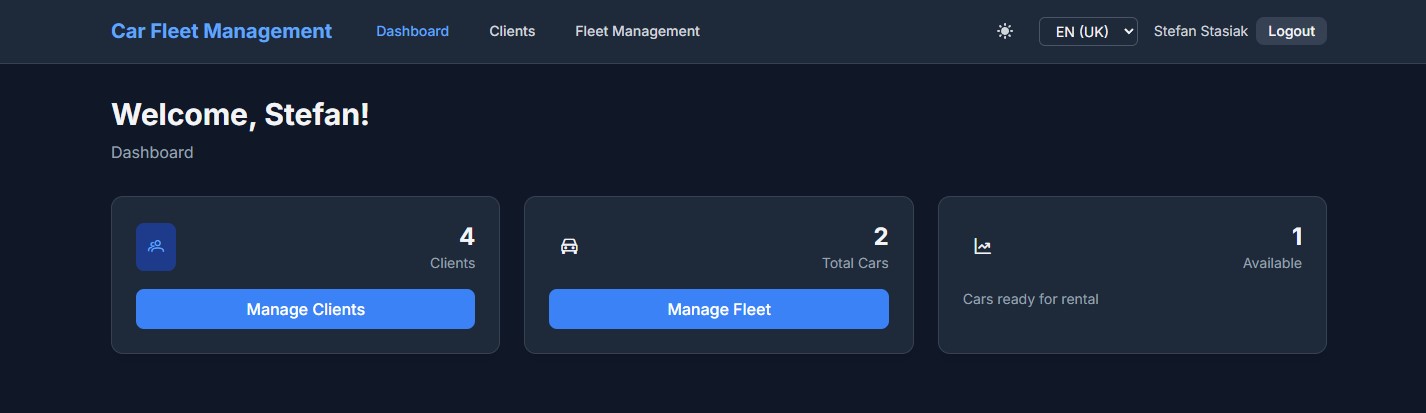 Car Fleet Management Dashboard Clients Fleet Management EN (UK) Stefan Stasiak Logout
Welcome, Stefan!
Dashboard
4
Clients
Manage Clients
2
Total Cars
Manage Fleet
1
Available
Cars ready for rental